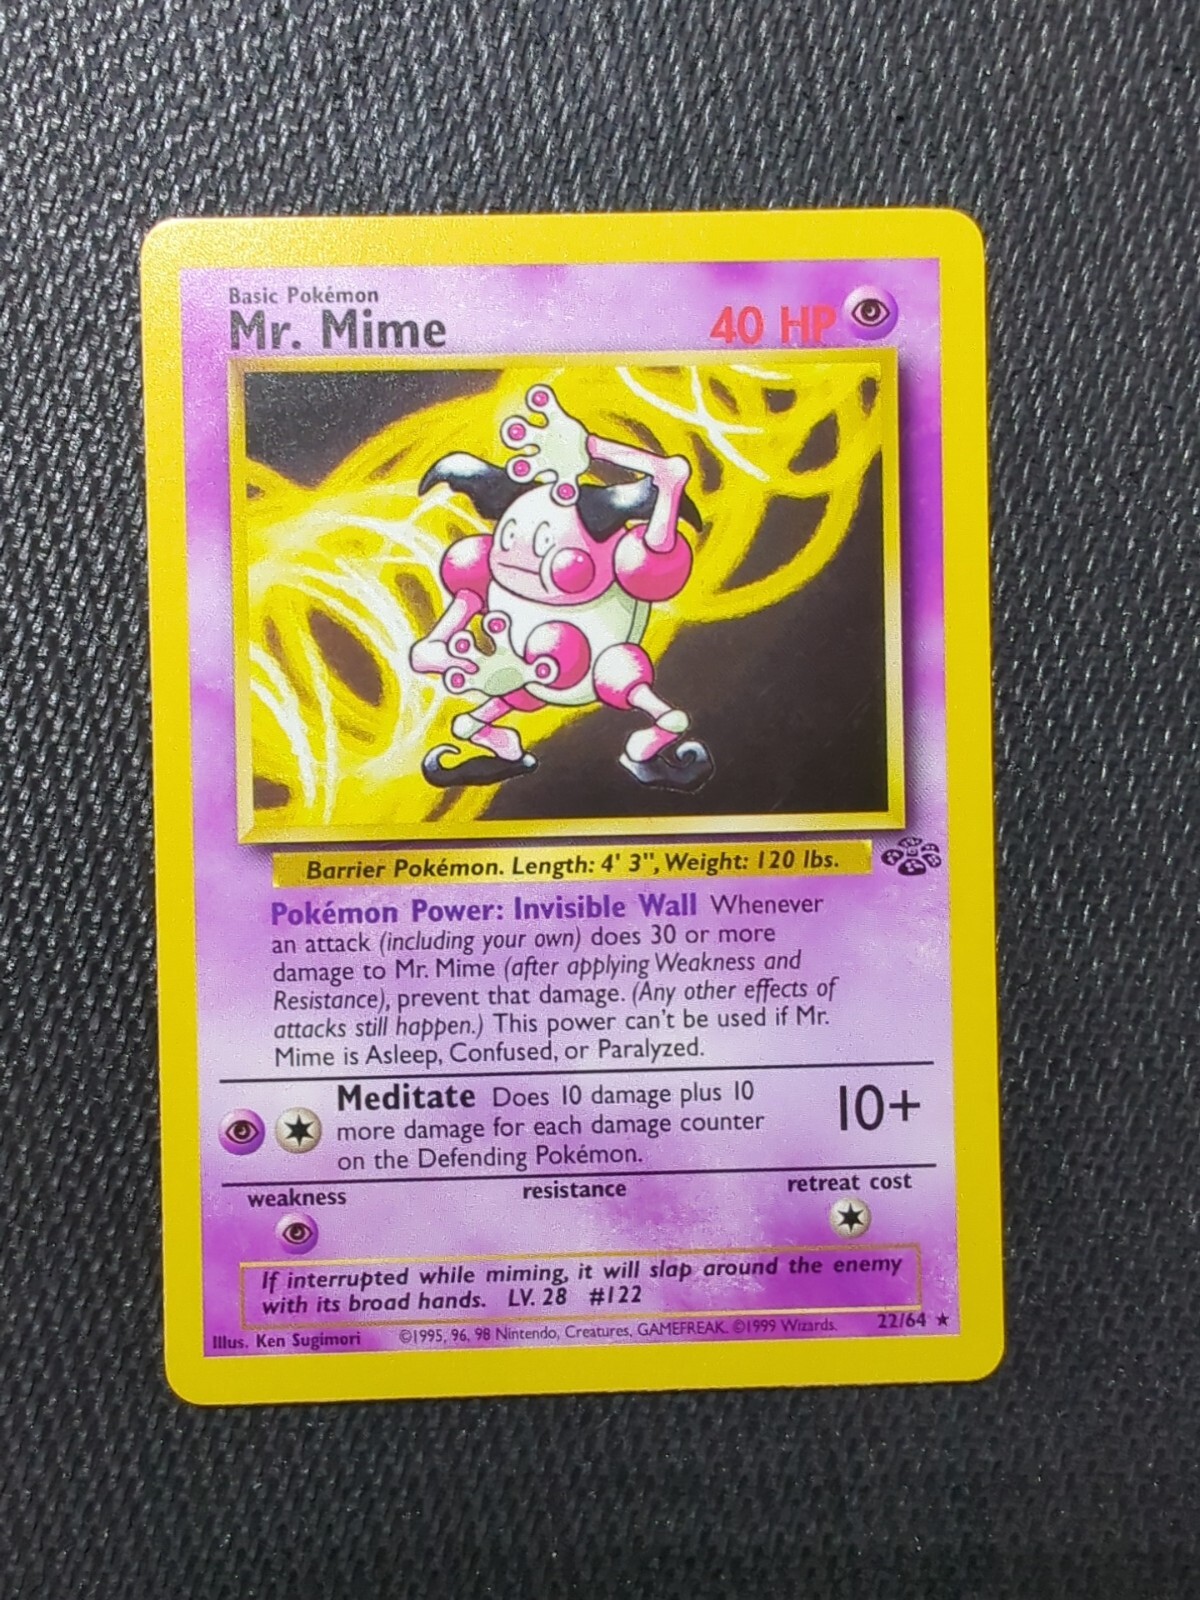 Basic Pokémon
Mr. Mime
40 HP
Barrier Pokémon. Length: 4' 3", Weight: 120 lbs.
Pokémon Power: Invisible Wall Whenever
an attack (including your own) does 30 or more
damage to Mr. Mime (after applying Weakness and
Resistance), prevent that damage. (Any other effects of
attacks still happen.) This power can't be used if Mr.
Mime is Asleep, Confused, or Paralyzed.
Meditate Does 10 damage plus 10
more damage for each damage counter
on the Defending Pokémon.
10+
weakness
resistance
retreat cost
If interrupted while miming, it will slap around the enemy
with its broad hands. LV. 28 #122
Illus. Ken Sugimori
©1995, 96, 98 Nintendo, Creatures, GAMEFREAK. ©1999 Wizards.
22/64 ★